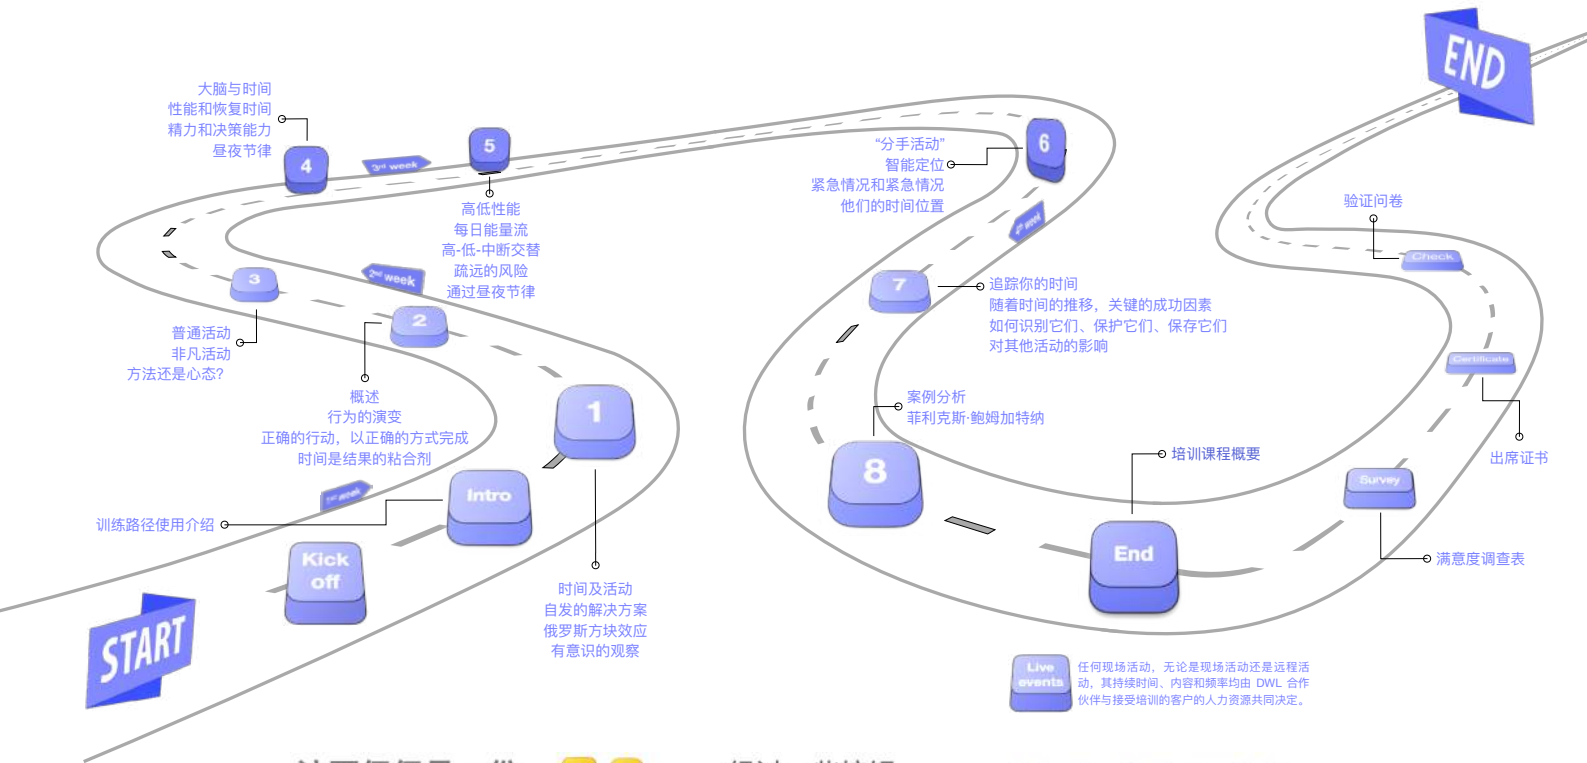 END
大脑与时间
性能和恢复时间
精力和决策能力
昼夜节律
4
3rd week
5
高低性能
每日能量流
高-低-中断交替
疏远的风险
通过昼夜节律
“分手活动”
智能定位
紧急情况和紧急情况
他们的时间位置
6
4th week
验证问卷
Check
3
2nd week
2
普通活动
非凡活动
方法还是心态?
概述
行为的演变
正确的行动，以正确的方式完成
时间是结果的粘合剂
7
追踪你的时间
随着时间的推移，关键的成功因素
如何识别它们、保护它们、保存它们
对其他活动的影响
Certificate
出席证书
1
案例分析
菲利克斯·鲍姆加特纳
8
培训课程概要
Survey
满意度调查表
1st week
Intro
训练路径使用介绍
Kick
off
End
时间及活动
自发的解决方案
俄罗斯方块效应
有意识的观察
START
Live
events
任何现场活动，无论是现场活动还是远程活
动，其持续时间、内容和频率均由 DWL 合作
伙伴与接受培训的客户的人力资源共同决定。